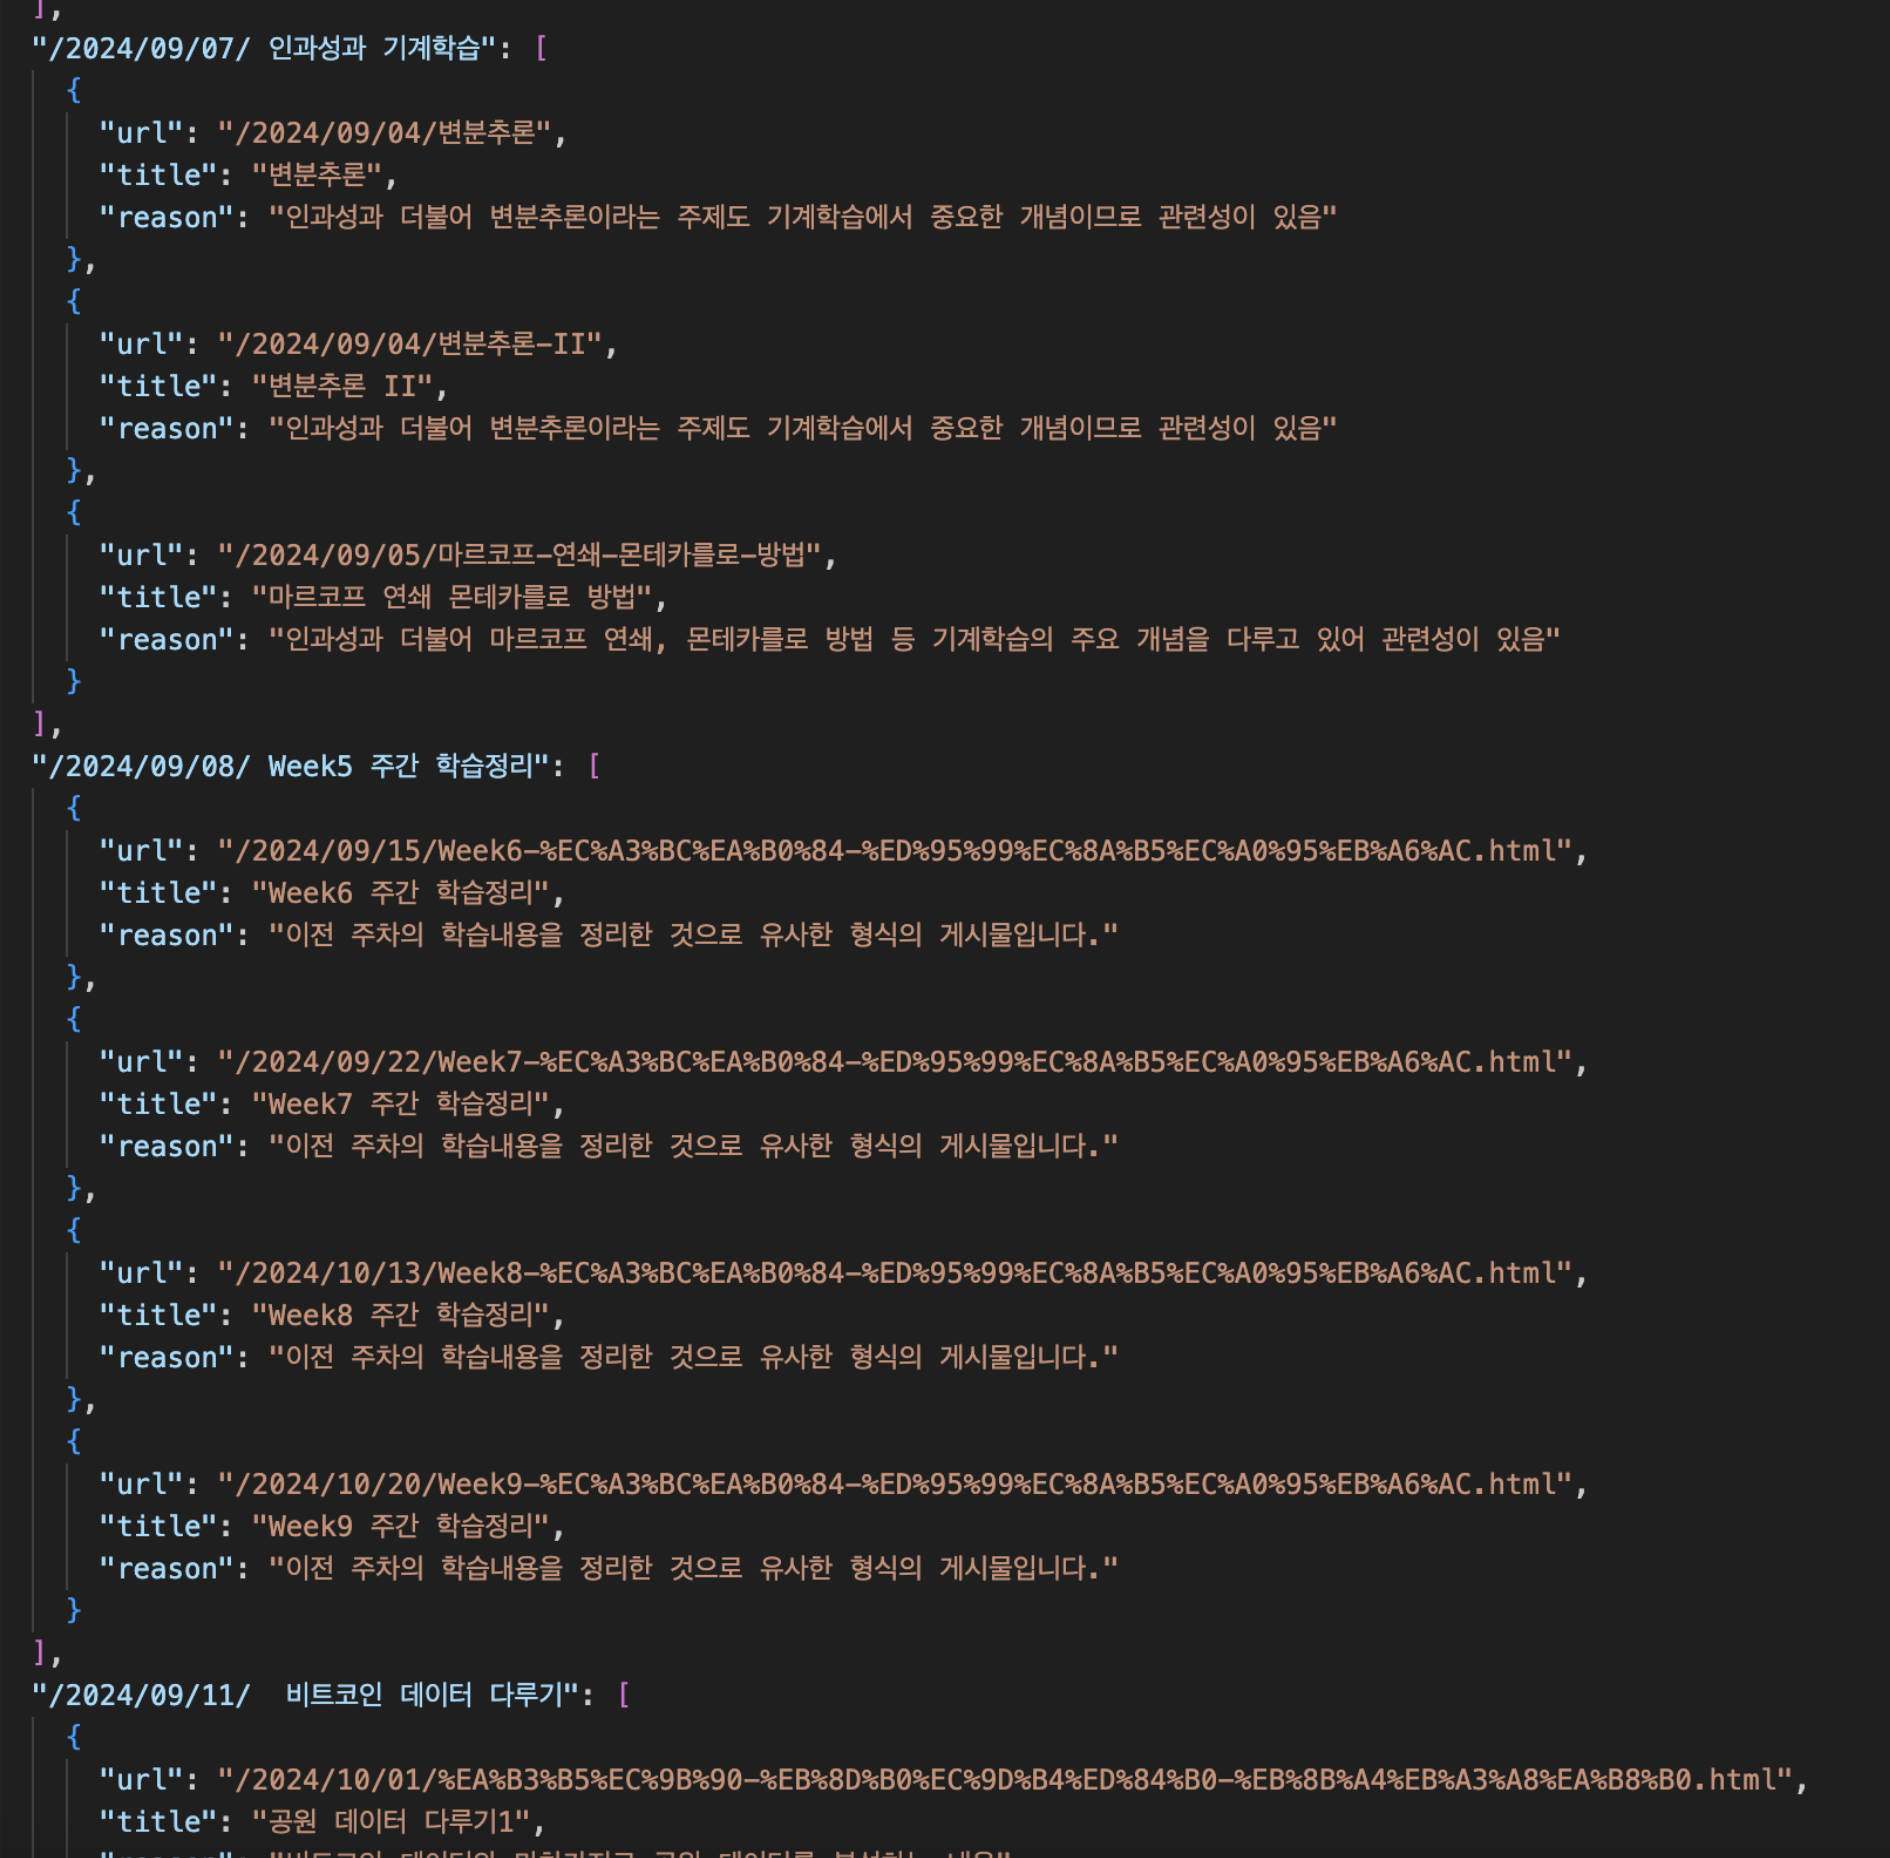 ],
"/2024/09/07/ 인과성과 기계학습": [
{
"url": "/2024/09/04/변분추론",
"title": "변분추론",
"reason": "인과성과 더불어 변분추론이라는 주제도 기계학습에서 중요한 개념이므로 관련성이 있음"
},
{
"url": "/2024/09/04/변분추론-II",
"title": "변분추론 II",
"reason": "인과성과 더불어 변분추론이라는 주제도 기계학습에서 중요한 개념이므로 관련성이 있음"
},
{
"url": "/2024/09/05/마르코프-연쇄-몬테카를로-방법",
"title": "마르코프 연쇄 몬테카를로 방법",
"reason": "인과성과 더불어 마르코프 연쇄, 몬테카를로 방법 등 기계학습의 주요 개념을 다루고 있어 관련성이 있음"
}
],
"/2024/09/08/ Week5 주간 학습정리": [
{
"url": "/2024/09/15/Week6-%EC%A3%BC%EA%B0%84-%ED%95%99%EC%8A%B5%EC%A0%95%EB%A6%AC.html",
"title": "Week6 주간 학습정리",
"reason": "이전 주차의 학습내용을 정리한 것으로 유사한 형식의 게시물입니다."
},
{
"url": "/2024/09/22/Week7-%EC%A3%BC%EA%B0%84-%ED%95%99%EC%8A%B5%EC%A0%95%EB%A6%AC.html",
"title": "Week7 주간 학습정리",
"reason": "이전 주차의 학습내용을 정리한 것으로 유사한 형식의 게시물입니다."
},
{
"url": "/2024/10/13/Week8-%EC%A3%BC%EA%B0%84-%ED%95%99%EC%8A%B5%EC%A0%95%EB%A6%AC.html",
"title": "Week8 주간 학습정리",
"reason": "이전 주차의 학습내용을 정리한 것으로 유사한 형식의 게시물입니다."
},
{
"url": "/2024/10/20/Week9-%EC%A3%BC%EA%B0%84-%ED%95%99%EC%8A%B5%EC%A0%95%EB%A6%AC.html",
"title": "Week9 주간 학습정리",
"reason": "이전 주차의 학습내용을 정리한 것으로 유사한 형식의 게시물입니다."
}
],
"/2024/09/11/  비트코인 데이터 다루기": [
{
"url": "/2024/10/01/%EA%B3%B5%EC%9B%90-%EB%8D%B0%EC%9D%B4%ED%84%B0-%EB%8B%A4%EB%A3%A8%EA%B8%B0.html",
"title": "공원 데이터 다루기1",